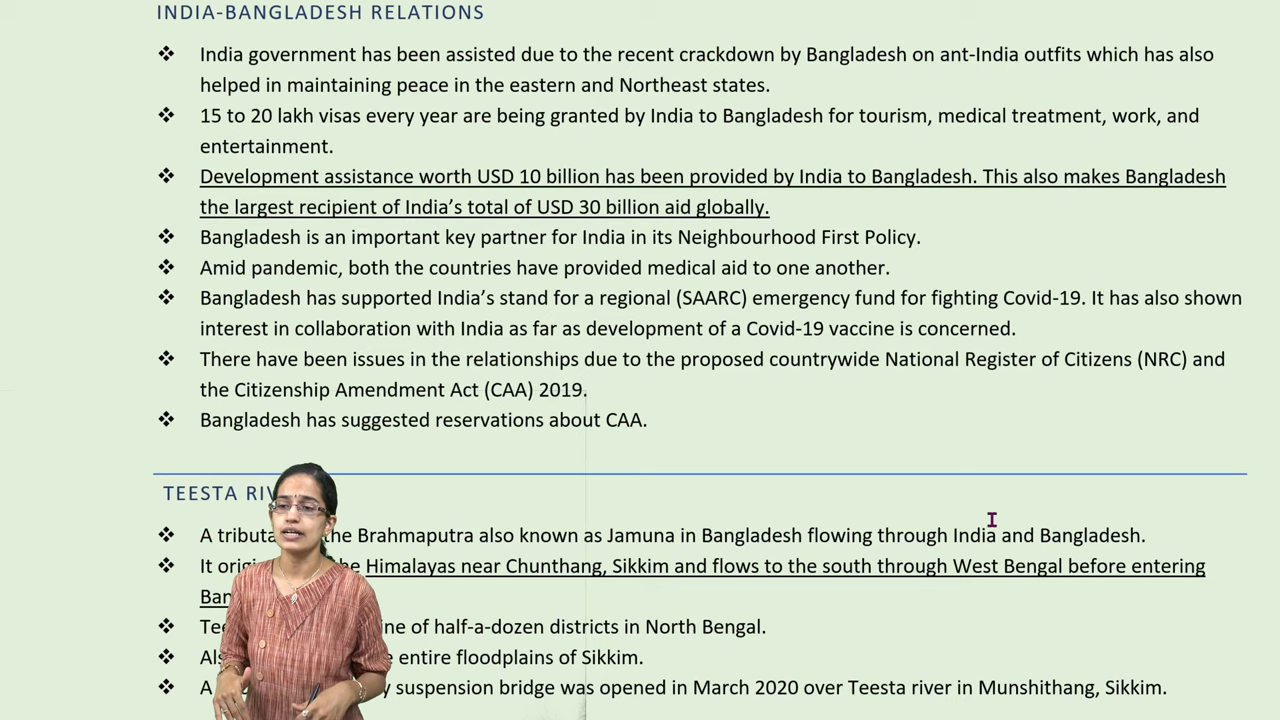 INDIA-BANGLADESH RELATIONS
❖ India government has been assisted due to the recent crackdown by Bangladesh on ant-India outfits which has also
helped in maintaining peace in the eastern and Northeast states.
❖ 15 to 20 lakh visas every year are being granted by India to Bangladesh for tourism, medical treatment, work, and
entertainment.
❖ Development assistance worth USD 10 billion has been provided by India to Bangladesh. This also makes Bangladesh
the largest recipient of India’s total of USD 30 billion aid globally.
❖ Bangladesh is an important key partner for India in its Neighbourhood First Policy.
❖ Amid pandemic, both the countries have provided medical aid to one another.
❖ Bangladesh has supported India’s stand for a regional (SAARC) emergency fund for fighting Covid-19. It has also shown
interest in collaboration with India as far as development of a Covid-19 vaccine is concerned.
❖ There have been issues in the relationships due to the proposed countrywide National Register of Citizens (NRC) and
the Citizenship Amendment Act (CAA) 2019.
❖ Bangladesh has suggested reservations about CAA.
TEESTA
❖ A the Brahmaputra also known as Jamuna in Bangladesh flowing through India and Bangladesh.
❖ It Himalayas near Chunthang, Sikkim and flows to the south through West Bengal before entering
❖ of half-a-dozen districts in North Bengal.
❖ entire floodplains of Sikkim.
❖ A suspension bridge was opened in March 2020 over Teesta river in Munshithang, Sikkim.